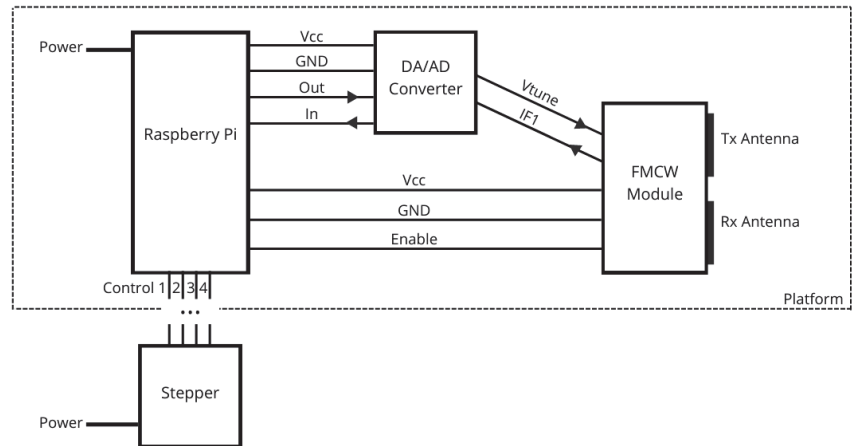 Power
Raspberry Pi
Vcc
GND
Out
In
DA/AD
Converter
Vtune
IF1
FMCW
Module
Tx Antenna
Rx Antenna
Vcc
GND
Enable
Control 1 2 3 4
Platform
...
Stepper
Power